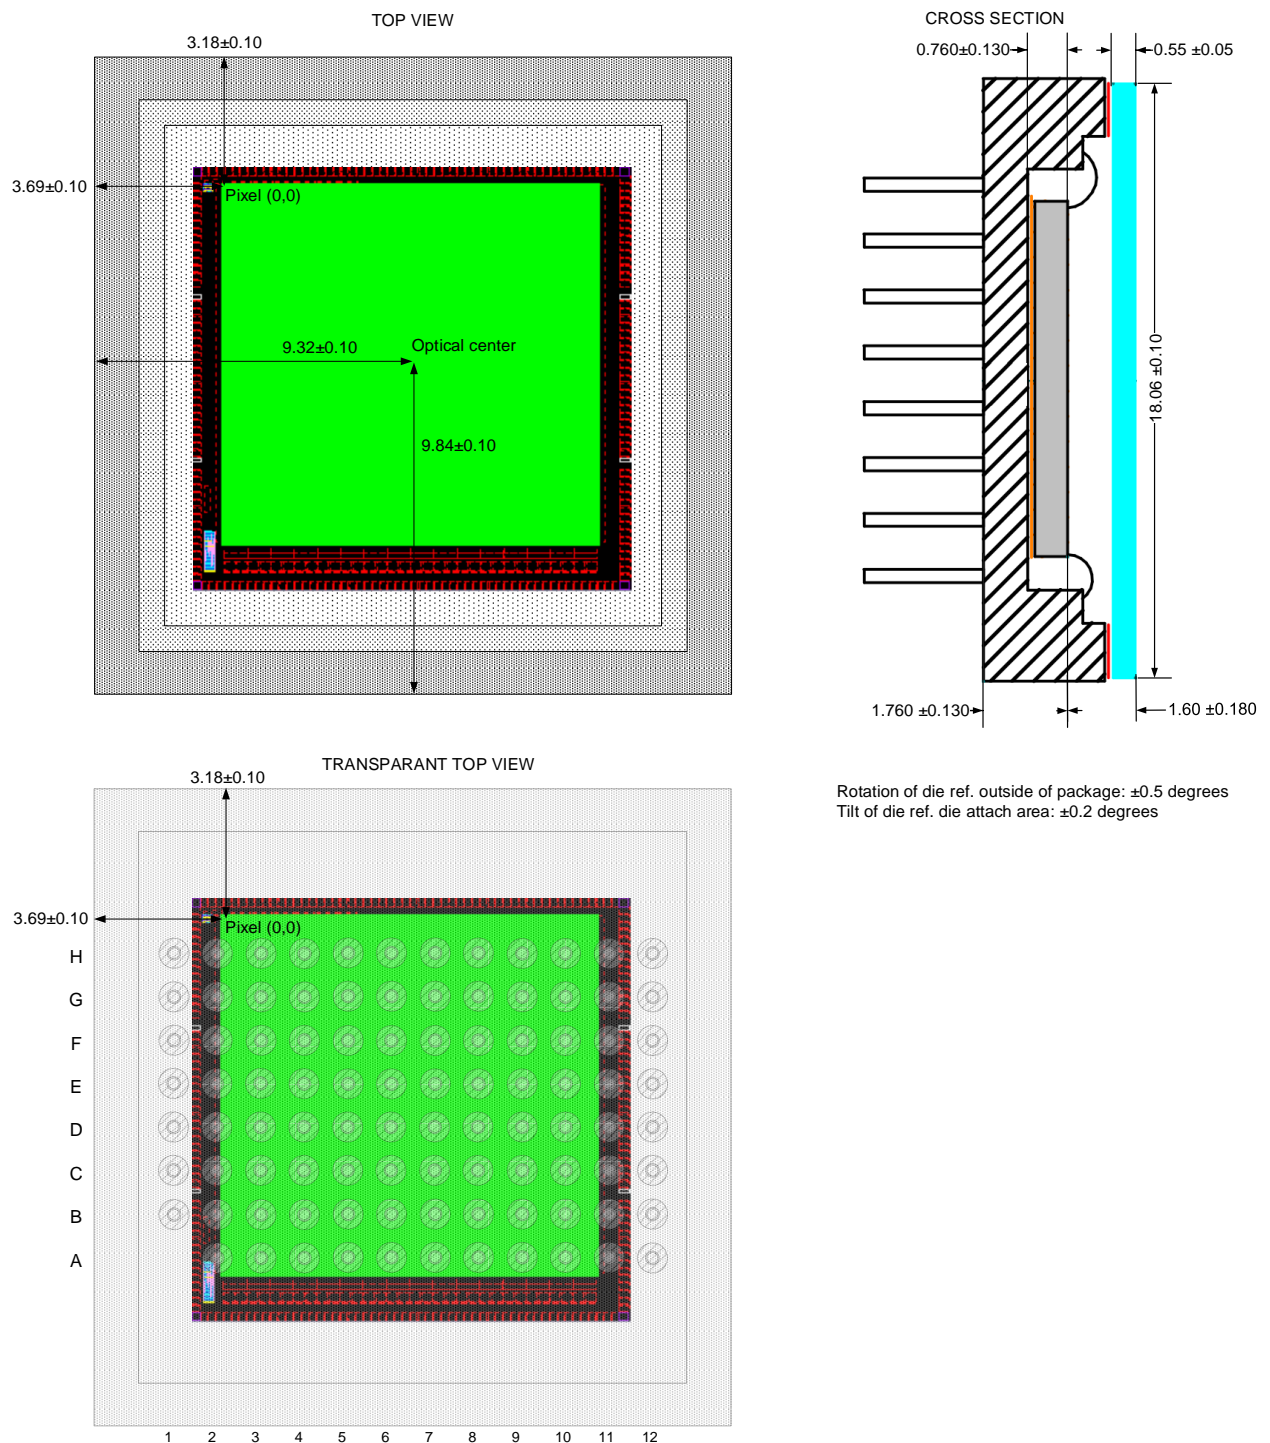 TOP VIEW
3.18±0.10
3.69±0.10
Pixel (0,0)
9.32±0.10
Optical center
9.84±0.10
CROSS SECTION
0.760±0.130
0.55 ±0.05
18.06 ±0.10
1.760 ±0.130
1.60 ±0.180
Rotation of die ref. outside of package: ±0.5 degrees
Tilt of die ref. die attach area: ±0.2 degrees
TRANSPARANT TOP VIEW
3.18±0.10
3.69±0.10
Pixel (0,0)
H
G
F
E
D
C
B
A
1 2 3 4 5 6 7 8 9 10 11 12